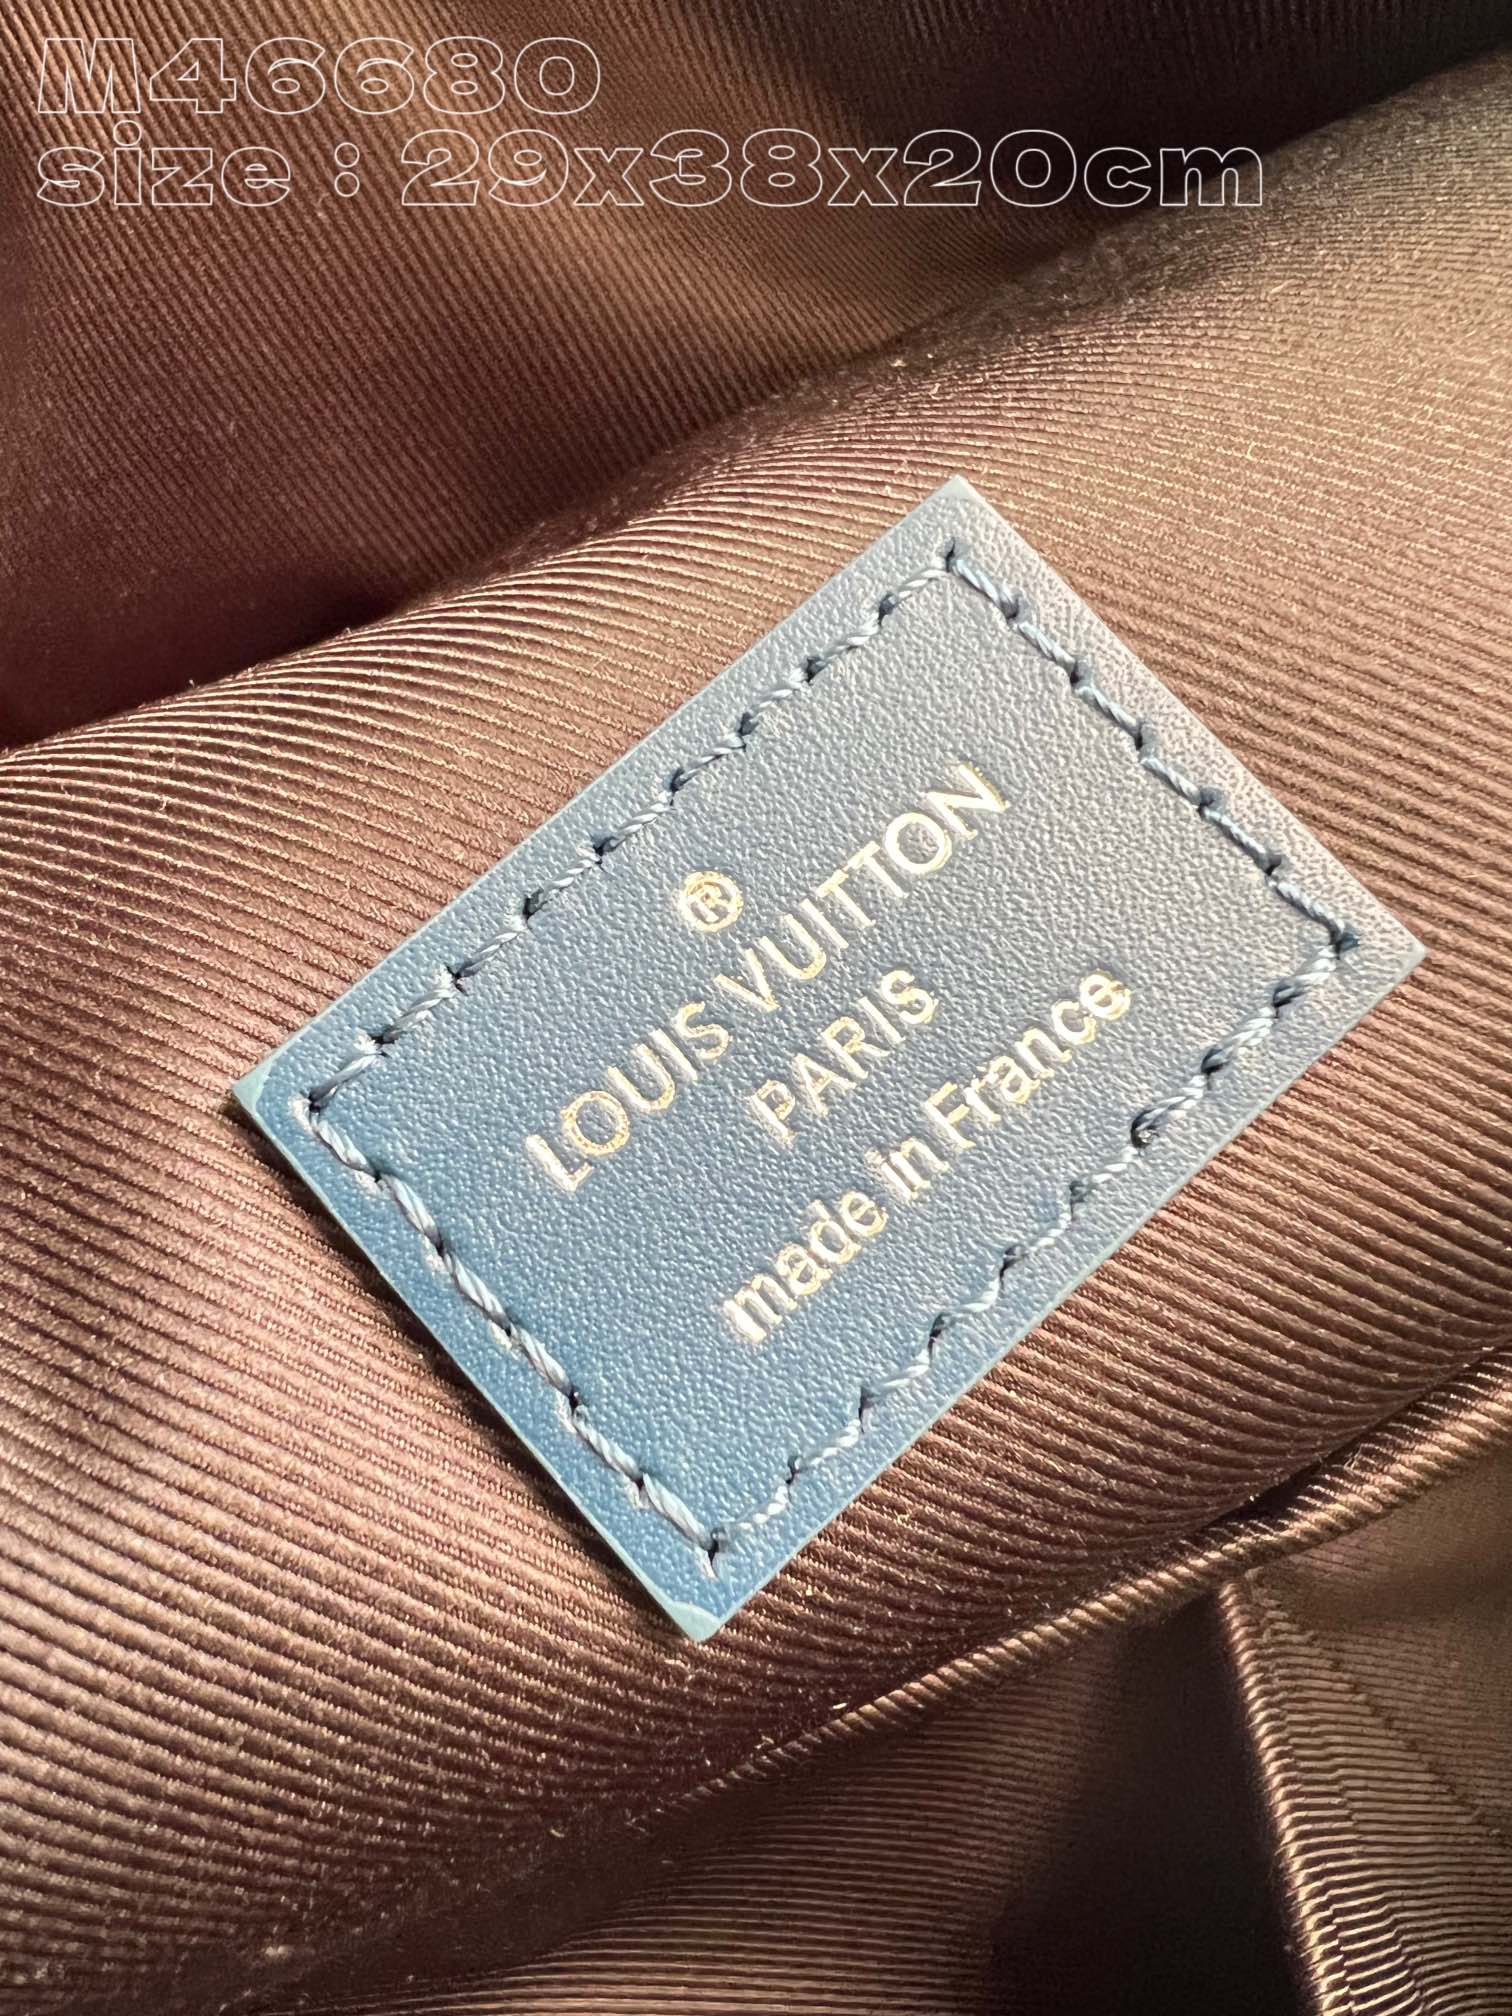 M46680
size : 29x38x20cm
®
LOUIS VUITTON
PARIS
made in France